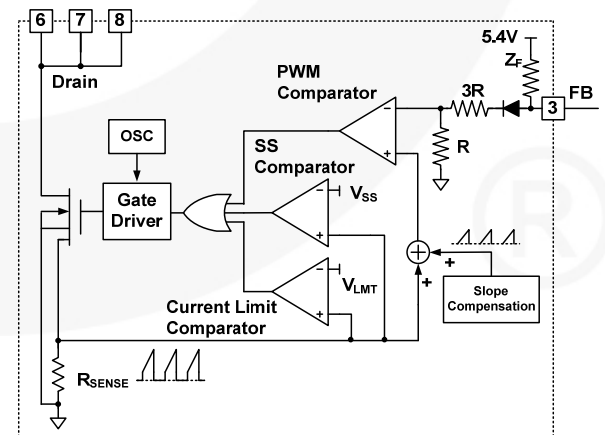 6 7 8
Drain
5.4V
ZF
PWM
Comparator
3R
3
FB
R
OSC
SS
Comparator
VSS
Gate
Driver
VLMT
Current Limit
Comparator
Slope
Compensation
RSENSE
-
+
-
+
-
+
+
+
+
®